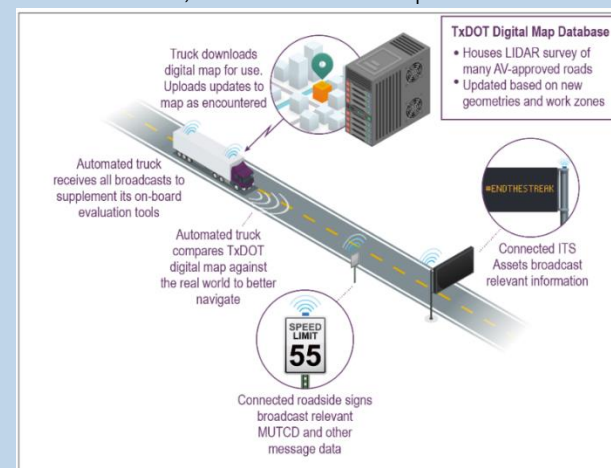 Truck downloads
digital map for use.
Uploads updates to
map as encountered
TxDOT Digital Map Database
• Houses LIDAR survey of
many AV-approved roads
• Updated based on new
geometries and work zones
Automated truck
receives all broadcasts to
supplement its on-board
evaluation tools
Automated truck
compares TxDOT
digital map against
the real world to better
navigate
#ENDTHESTREAK
Connected ITS
Assets broadcast
relevant information
SPEED
LIMIT
55
Connected roadside signs
broadcast relevant
MUTCD and other
message data